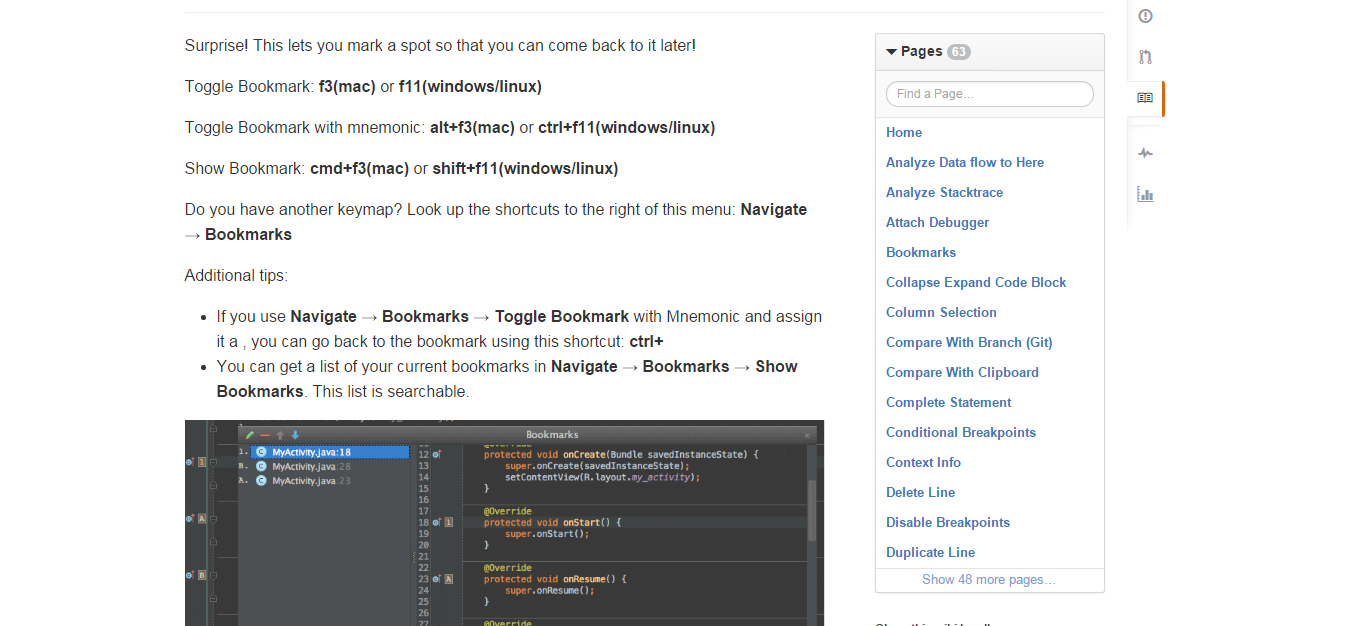 Surprise! This lets you mark a spot so that you can come back to it later!
Toggle Bookmark: f3(mac) or f11(windows/linux)
Toggle Bookmark with mnemonic: alt+f3(mac) or ctrl+f11(windows/linux)
Show Bookmark: cmd+f3(mac) or shift+f11(windows/linux)
Do you have another keymap? Look up the shortcuts to the right of this menu: Navigate
→ Bookmarks
Additional tips:
• If you use Navigate → Bookmarks → Toggle Bookmark with Mnemonic and assign
it a , you can go back to the bookmark using this shortcut: ctrl+
• You can get a list of your current bookmarks in Navigate → Bookmarks → Show
Bookmarks. This list is searchable.
Bookmarks
1. C MyActivity.java:18
B. C MyActivity.java:28
A. C MyActivity.java:23
1
A
B
@Override
12 protected void onCreate(Bundle savedInstanceState) {
13 super.onCreate(savedInstanceState);
14 setContentView(R.layout.my_activity);
15 }
16
17 @Override
18 1 protected void onStart() {
19 super.onStart();
20 }
21
22 @Override
23 A protected void onResume() {
24 super.onResume();
25 }
26
27 @Override
Pages 63
Find a Page…
Home
Analyze Data flow to Here
Analyze Stacktrace
Attach Debugger
Bookmarks
Collapse Expand Code Block
Column Selection
Compare With Branch (Git)
Compare With Clipboard
Complete Statement
Conditional Breakpoints
Context Info
Delete Line
Disable Breakpoints
Duplicate Line
Show 48 more pages…